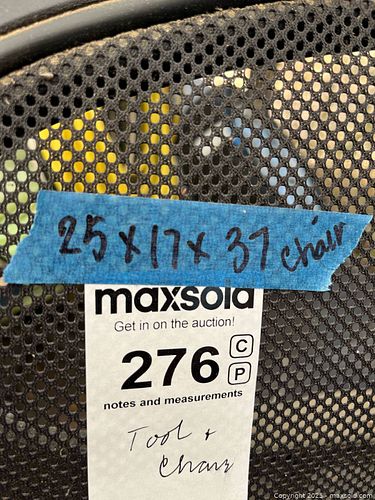 25 x 17 x 37 chair
maxsold
Get in on the auction!
276 C
P
notes and measurements
Tool +
Chair
Copyright 2025 - maxsold.com